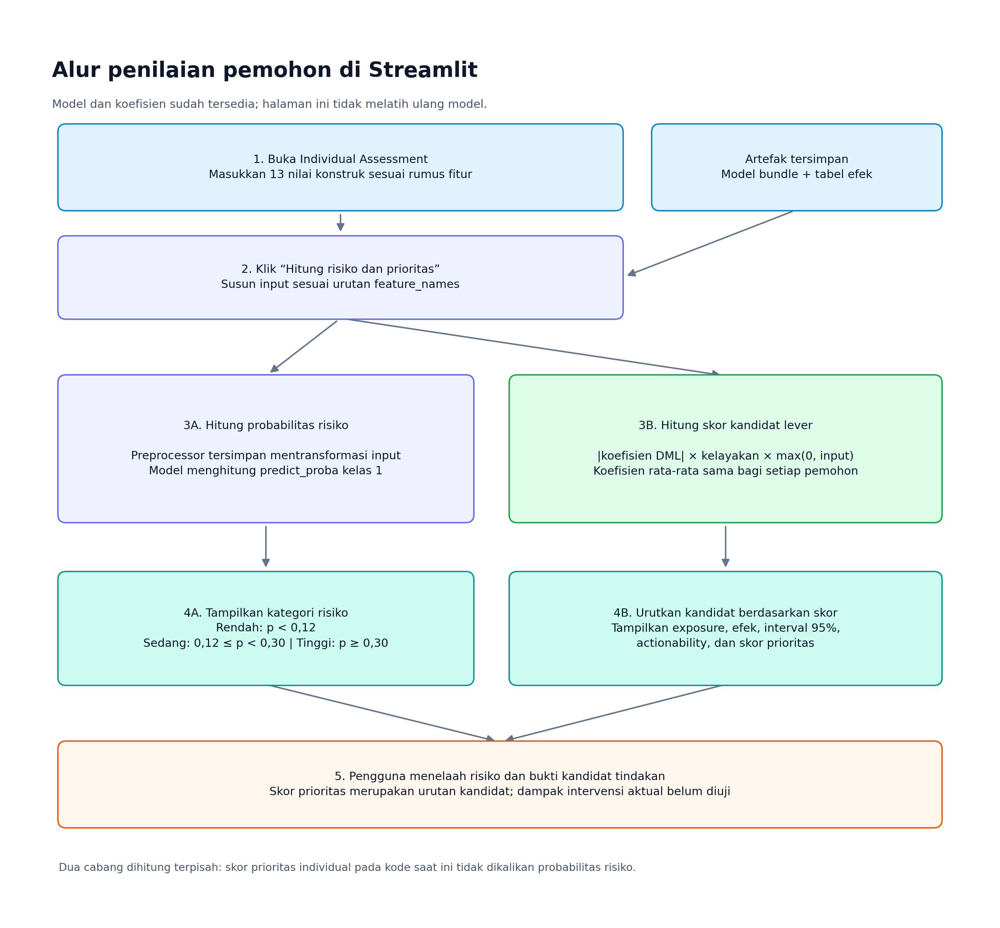 Alur penilaian pemohon di Streamlit
Model dan koefisien sudah tersedia; halaman ini tidak melatih ulang model.
1. Buka Individual Assessment
Masukkan 13 nilai konstruk sesuai rumus fitur
Artefak tersimpan
Model bundle + tabel efek
2. Klik “Hitung risiko dan prioritas”
Susun input sesuai urutan feature_names
3A. Hitung probabilitas risiko
Preprocessor tersimpan mentransformasi input
Model menghitung predict_proba kelas 1
3B. Hitung skor kandidat lever
|koefisien DML| × kelayakan × max(0, input)
Koefisien rata-rata sama bagi setiap pemohon
4A. Tampilkan kategori risiko
Rendah: p < 0,12
Sedang: 0,12 ≤ p < 0,30 | Tinggi: p ≥ 0,30
4B. Urutkan kandidat berdasarkan skor
Tampilkan exposure, efek, interval 95%,
actionability, dan skor prioritas
5. Pengguna menelaah risiko dan bukti kandidat tindakan
Skor prioritas merupakan urutan kandidat; dampak intervensi aktual belum diuji
Dua cabang dihitung terpisah: skor prioritas individual pada kode saat ini tidak dikalikan probabilitas risiko.